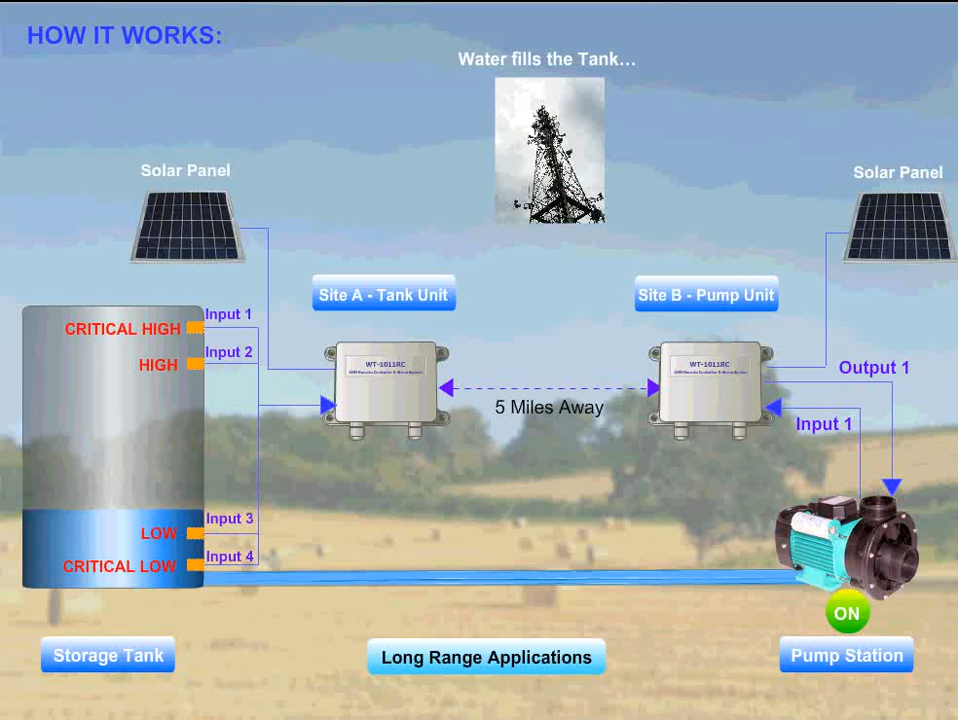 HOW IT WORKS:
Water fills the Tank...
Solar Panel
Solar Panel
Site A - Tank Unit
Site B - Pump Unit
Input 1
CRITICAL HIGH
Input 2
HIGH
WT-1011RC
WT-1011RC
Output 1
5 Miles Away
Input 1
Input 3
LOW
Input 4
CRITICAL LOW
ON
Storage Tank
Long Range Applications
Pump Station